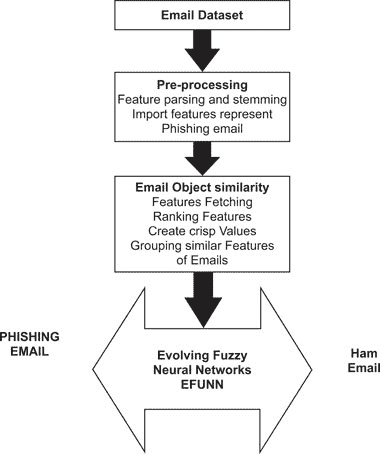 Email Dataset
Pre-processing
Feature parsing and stemming
Import features represent
Phishing email
Email Object similarity
Features Fetching
Ranking Features
Create crisp Values
Grouping similar Features
of Emails
PHISHING
EMAIL
Evolving Fuzzy
Neural Networks
EFUNN
Ham
Email